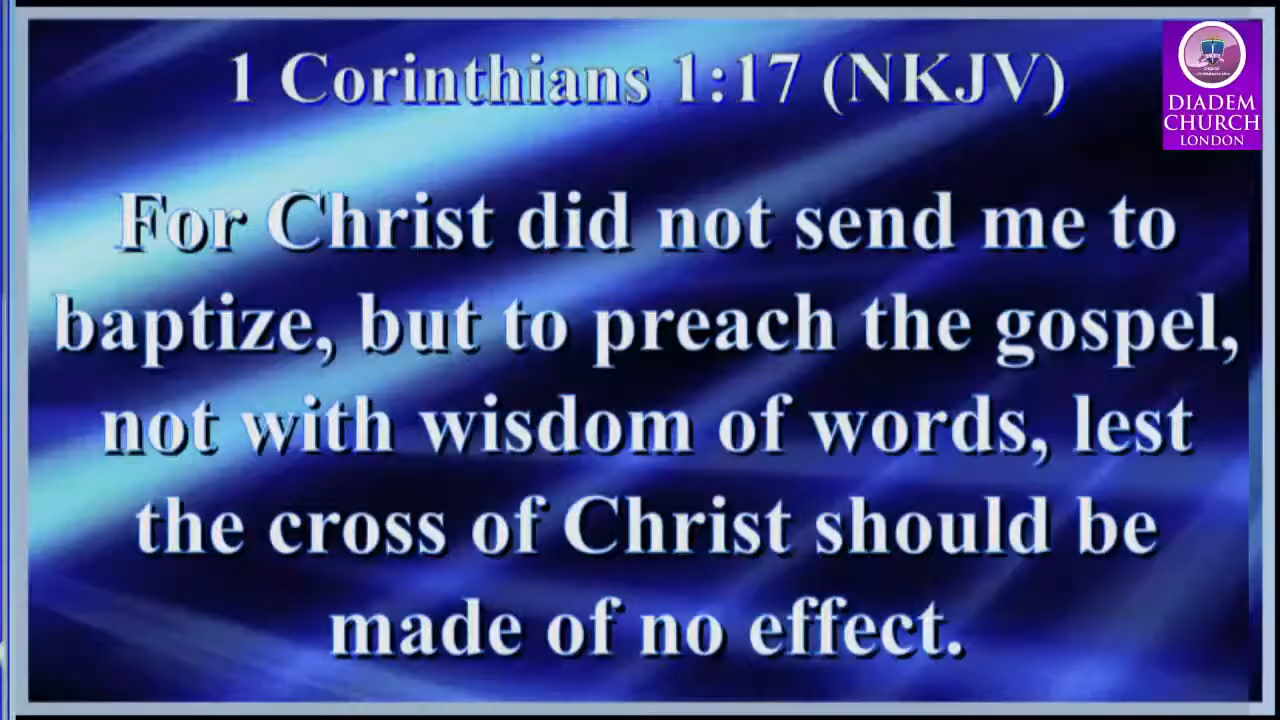 1 Corinthians 1:17 (NKJV)
DIADEM
CHURCH
LONDON
For Christ did not send me to
baptize, but to preach the gospel,
not with wisdom of words, lest
the cross of Christ should be
made of no effect.